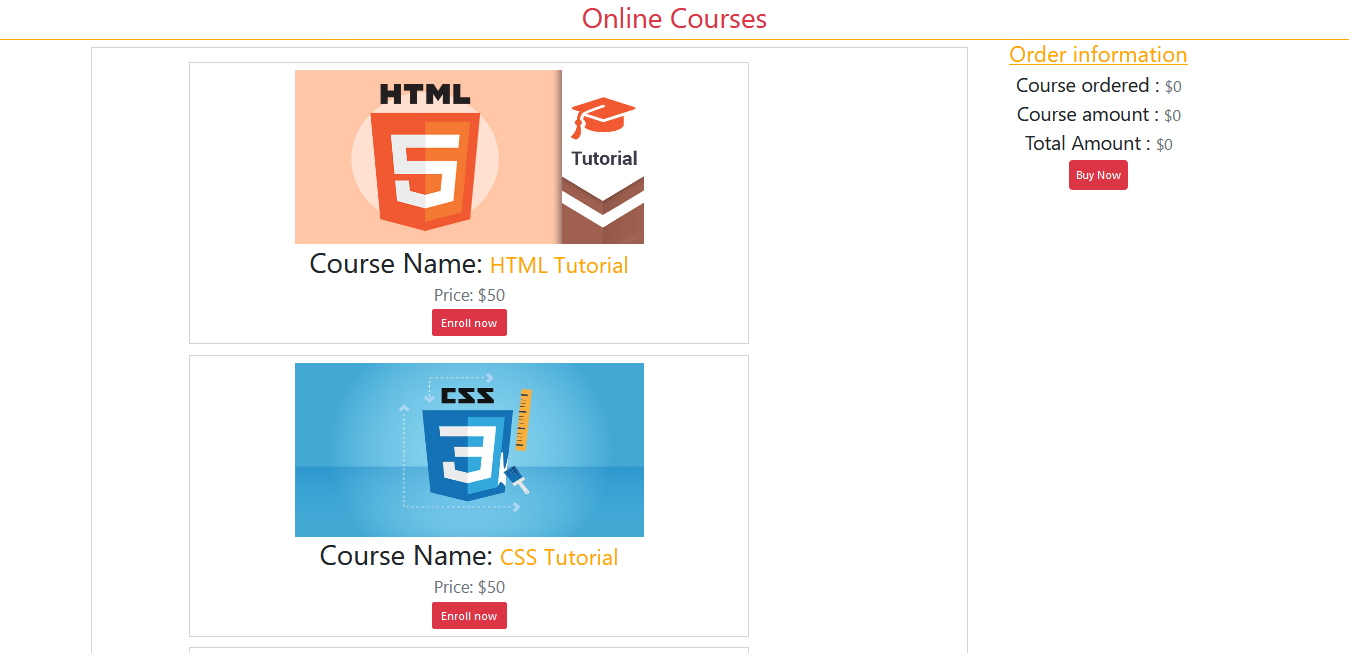 Online Courses
HTML
5
Tutorial
Course Name: HTML Tutorial
Price: $50
Enroll now
CSS
3
Course Name: CSS Tutorial
Price: $50
Enroll now
Order information
Course ordered : $0
Course amount : $0
Total Amount : $0
Buy Now